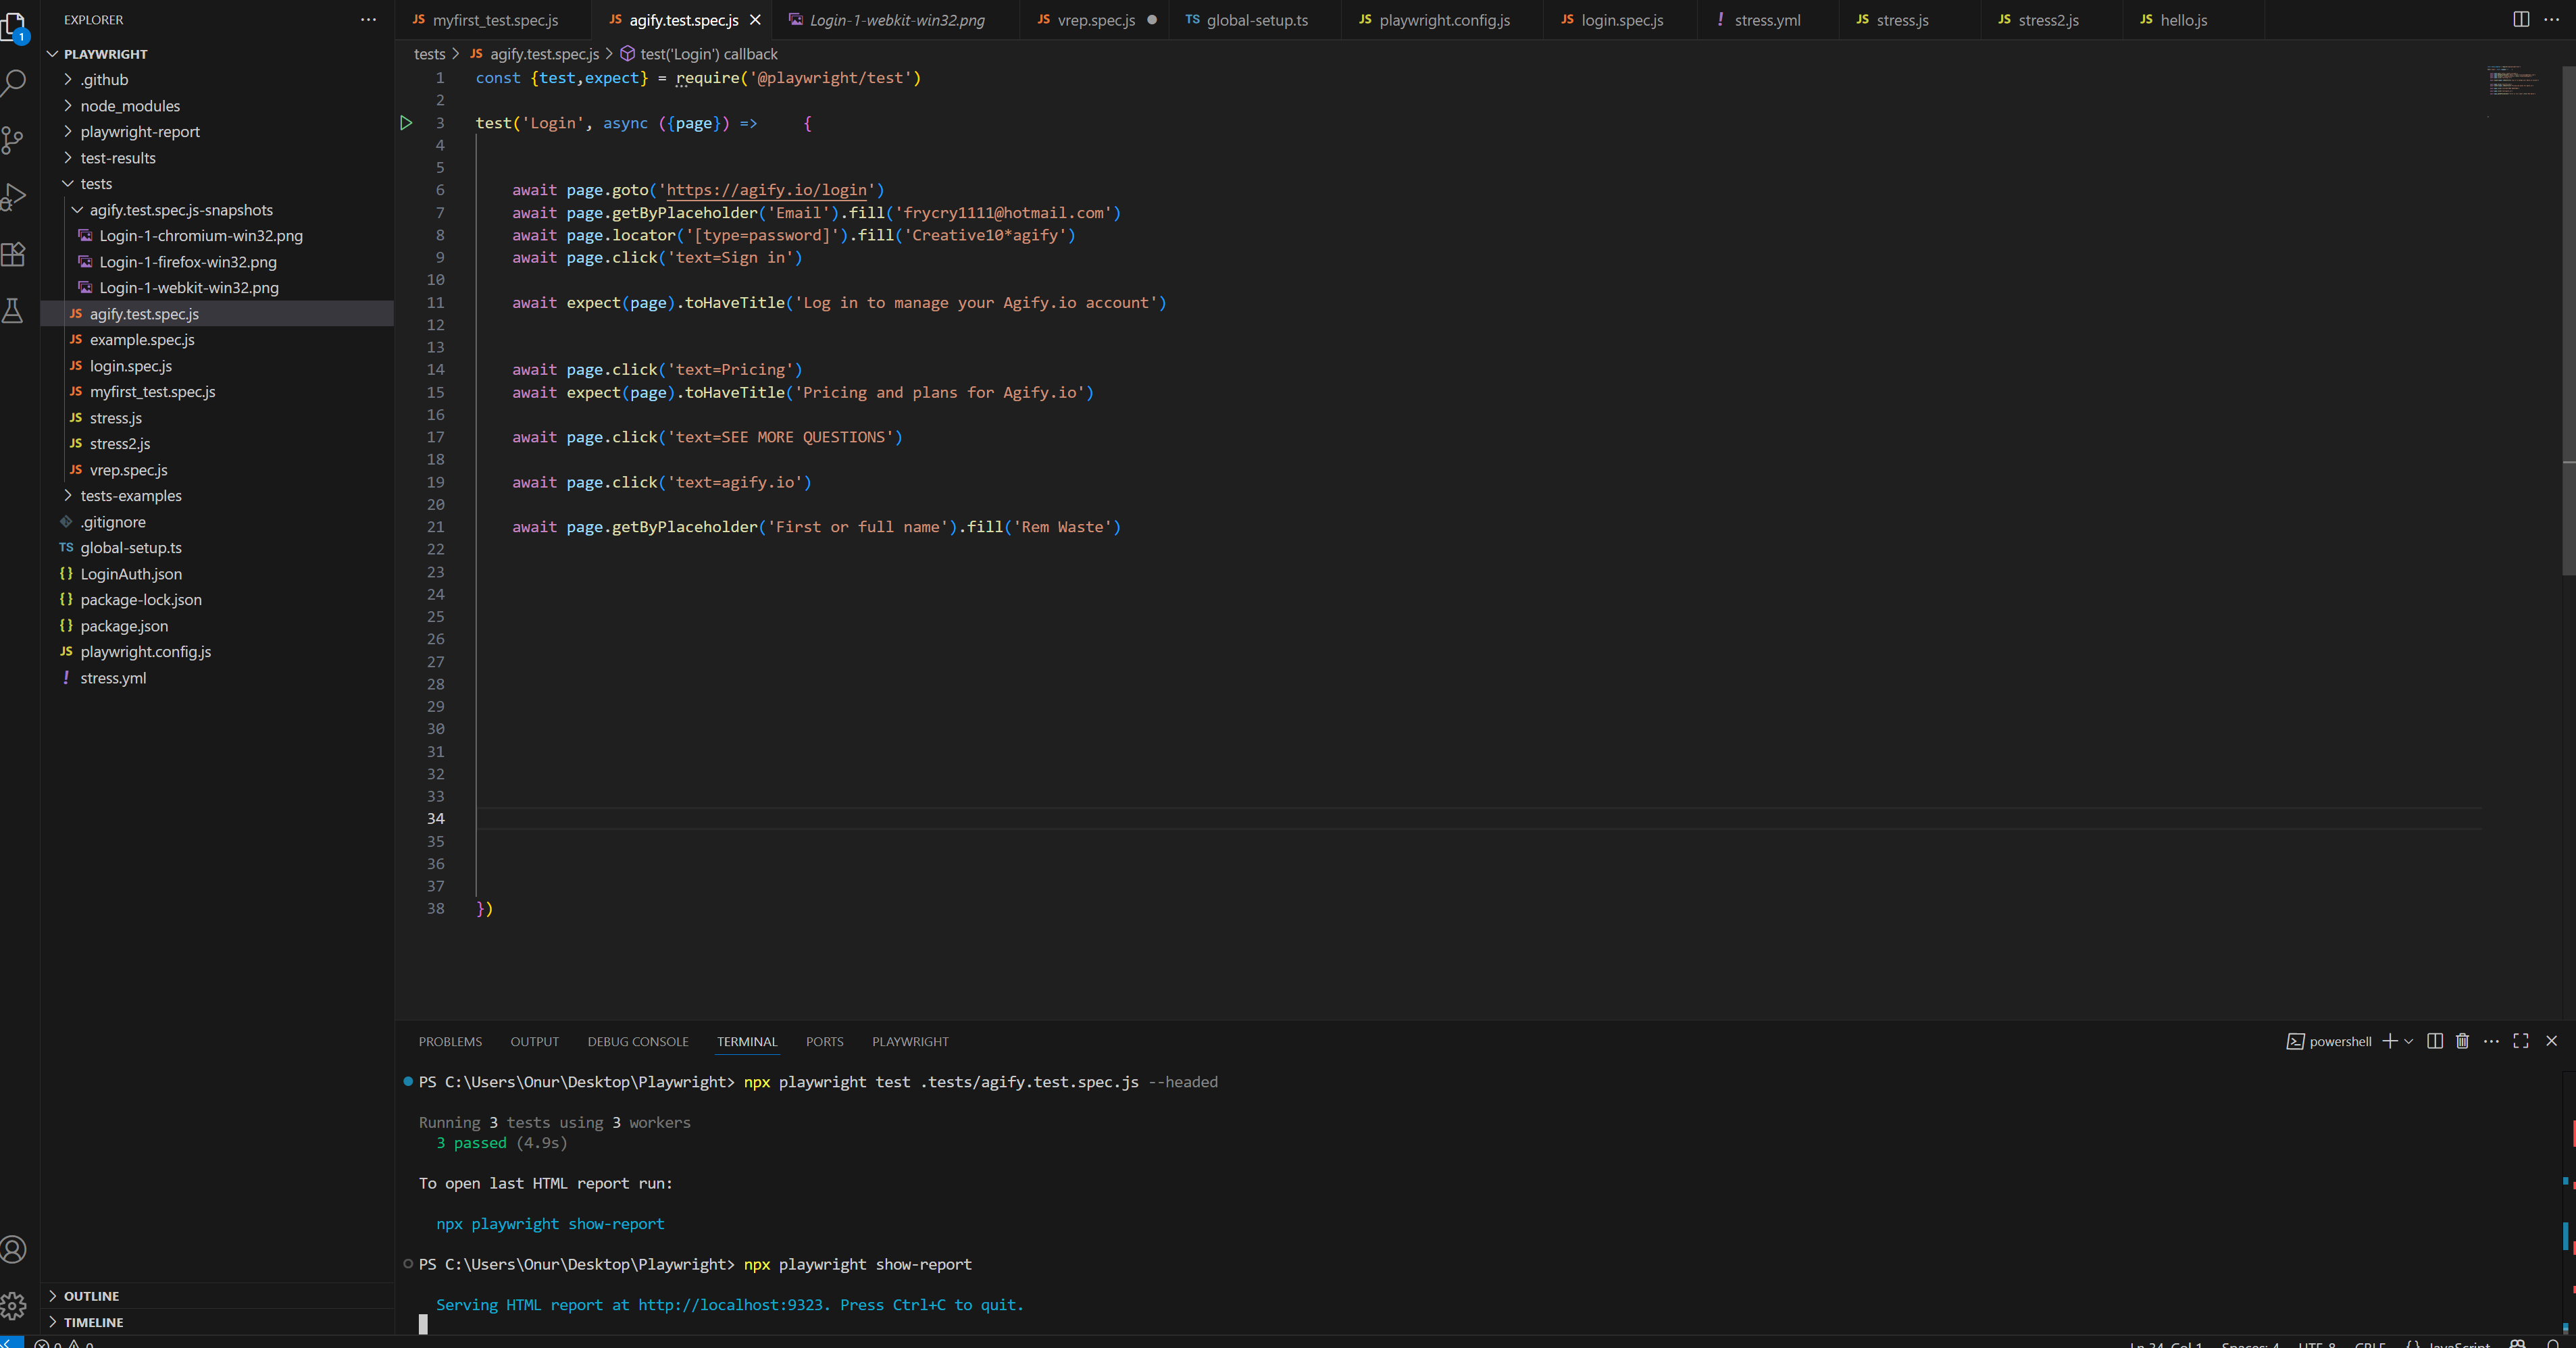 EXPLORER
myfirst_test.spec.js
agify.test.spec.js
Login-1-webkit-win32.png
vrep.spec.js
TS global-setup.ts
JS playwright.config.js
JS login.spec.js
! stress.yml
JS stress.js
JS stress2.js
JS hello.js
1
PLAYWRIGHT
.github
node_modules
playwright-report
test-results
tests
agify.test.spec.js-snapshots
Login-1-chromium-win32.png
Login-1-firefox-win32.png
Login-1-webkit-win32.png
JS agify.test.spec.js
JS example.spec.js
JS login.spec.js
JS myfirst_test.spec.js
JS stress.js
JS stress2.js
JS vrep.spec.js
tests-examples
.gitignore
TS global-setup.ts
{} LoginAuth.json
{} package-lock.json
{} package.json
JS playwright.config.js
! stress.yml
OUTLINE
TIMELINE
tests > JS agify.test.spec.js > test('Login') callback
1 const {test,expect} = require('@playwright/test')
2
3 test('Login', async ({page}) => {
4
5
6 await page.goto('https://agify.io/login')
7 await page.getByPlaceholder('Email').fill('frycry1111@hotmail.com')
8 await page.locator('[type=password]').fill('Creative10*agify')
9 await page.click('text=Sign in')
10
11 await expect(page).toHaveTitle('Log in to manage your Agify.io account')
12
13
14 await page.click('text=Pricing')
15 await expect(page).toHaveTitle('Pricing and plans for Agify.io')
16
17 await page.click('text=SEE MORE QUESTIONS')
18
19 await page.click('text=agify.io')
20
21 await page.getByPlaceholder('First or full name').fill('Rem Waste')
22
23
24
25
26
27
28
29
30
31
32
33
34
35
36
37
38 })
PROBLEMS OUTPUT DEBUG CONSOLE TERMINAL PORTS PLAYWRIGHT
powershell
PS C:\Users\Onur\Desktop\Playwright> npx playwright test .tests/agify.test.spec.js --headed
Running 3 tests using 3 workers
3 passed (4.9s)
To open last HTML report run:
npx playwright show-report
PS C:\Users\Onur\Desktop\Playwright> npx playwright show-report
Serving HTML report at http://localhost:9323. Press Ctrl+C to quit.
0 0
Ln 34, Col 1 Spaces: 4 UTF-8 CRLF {} JavaScript